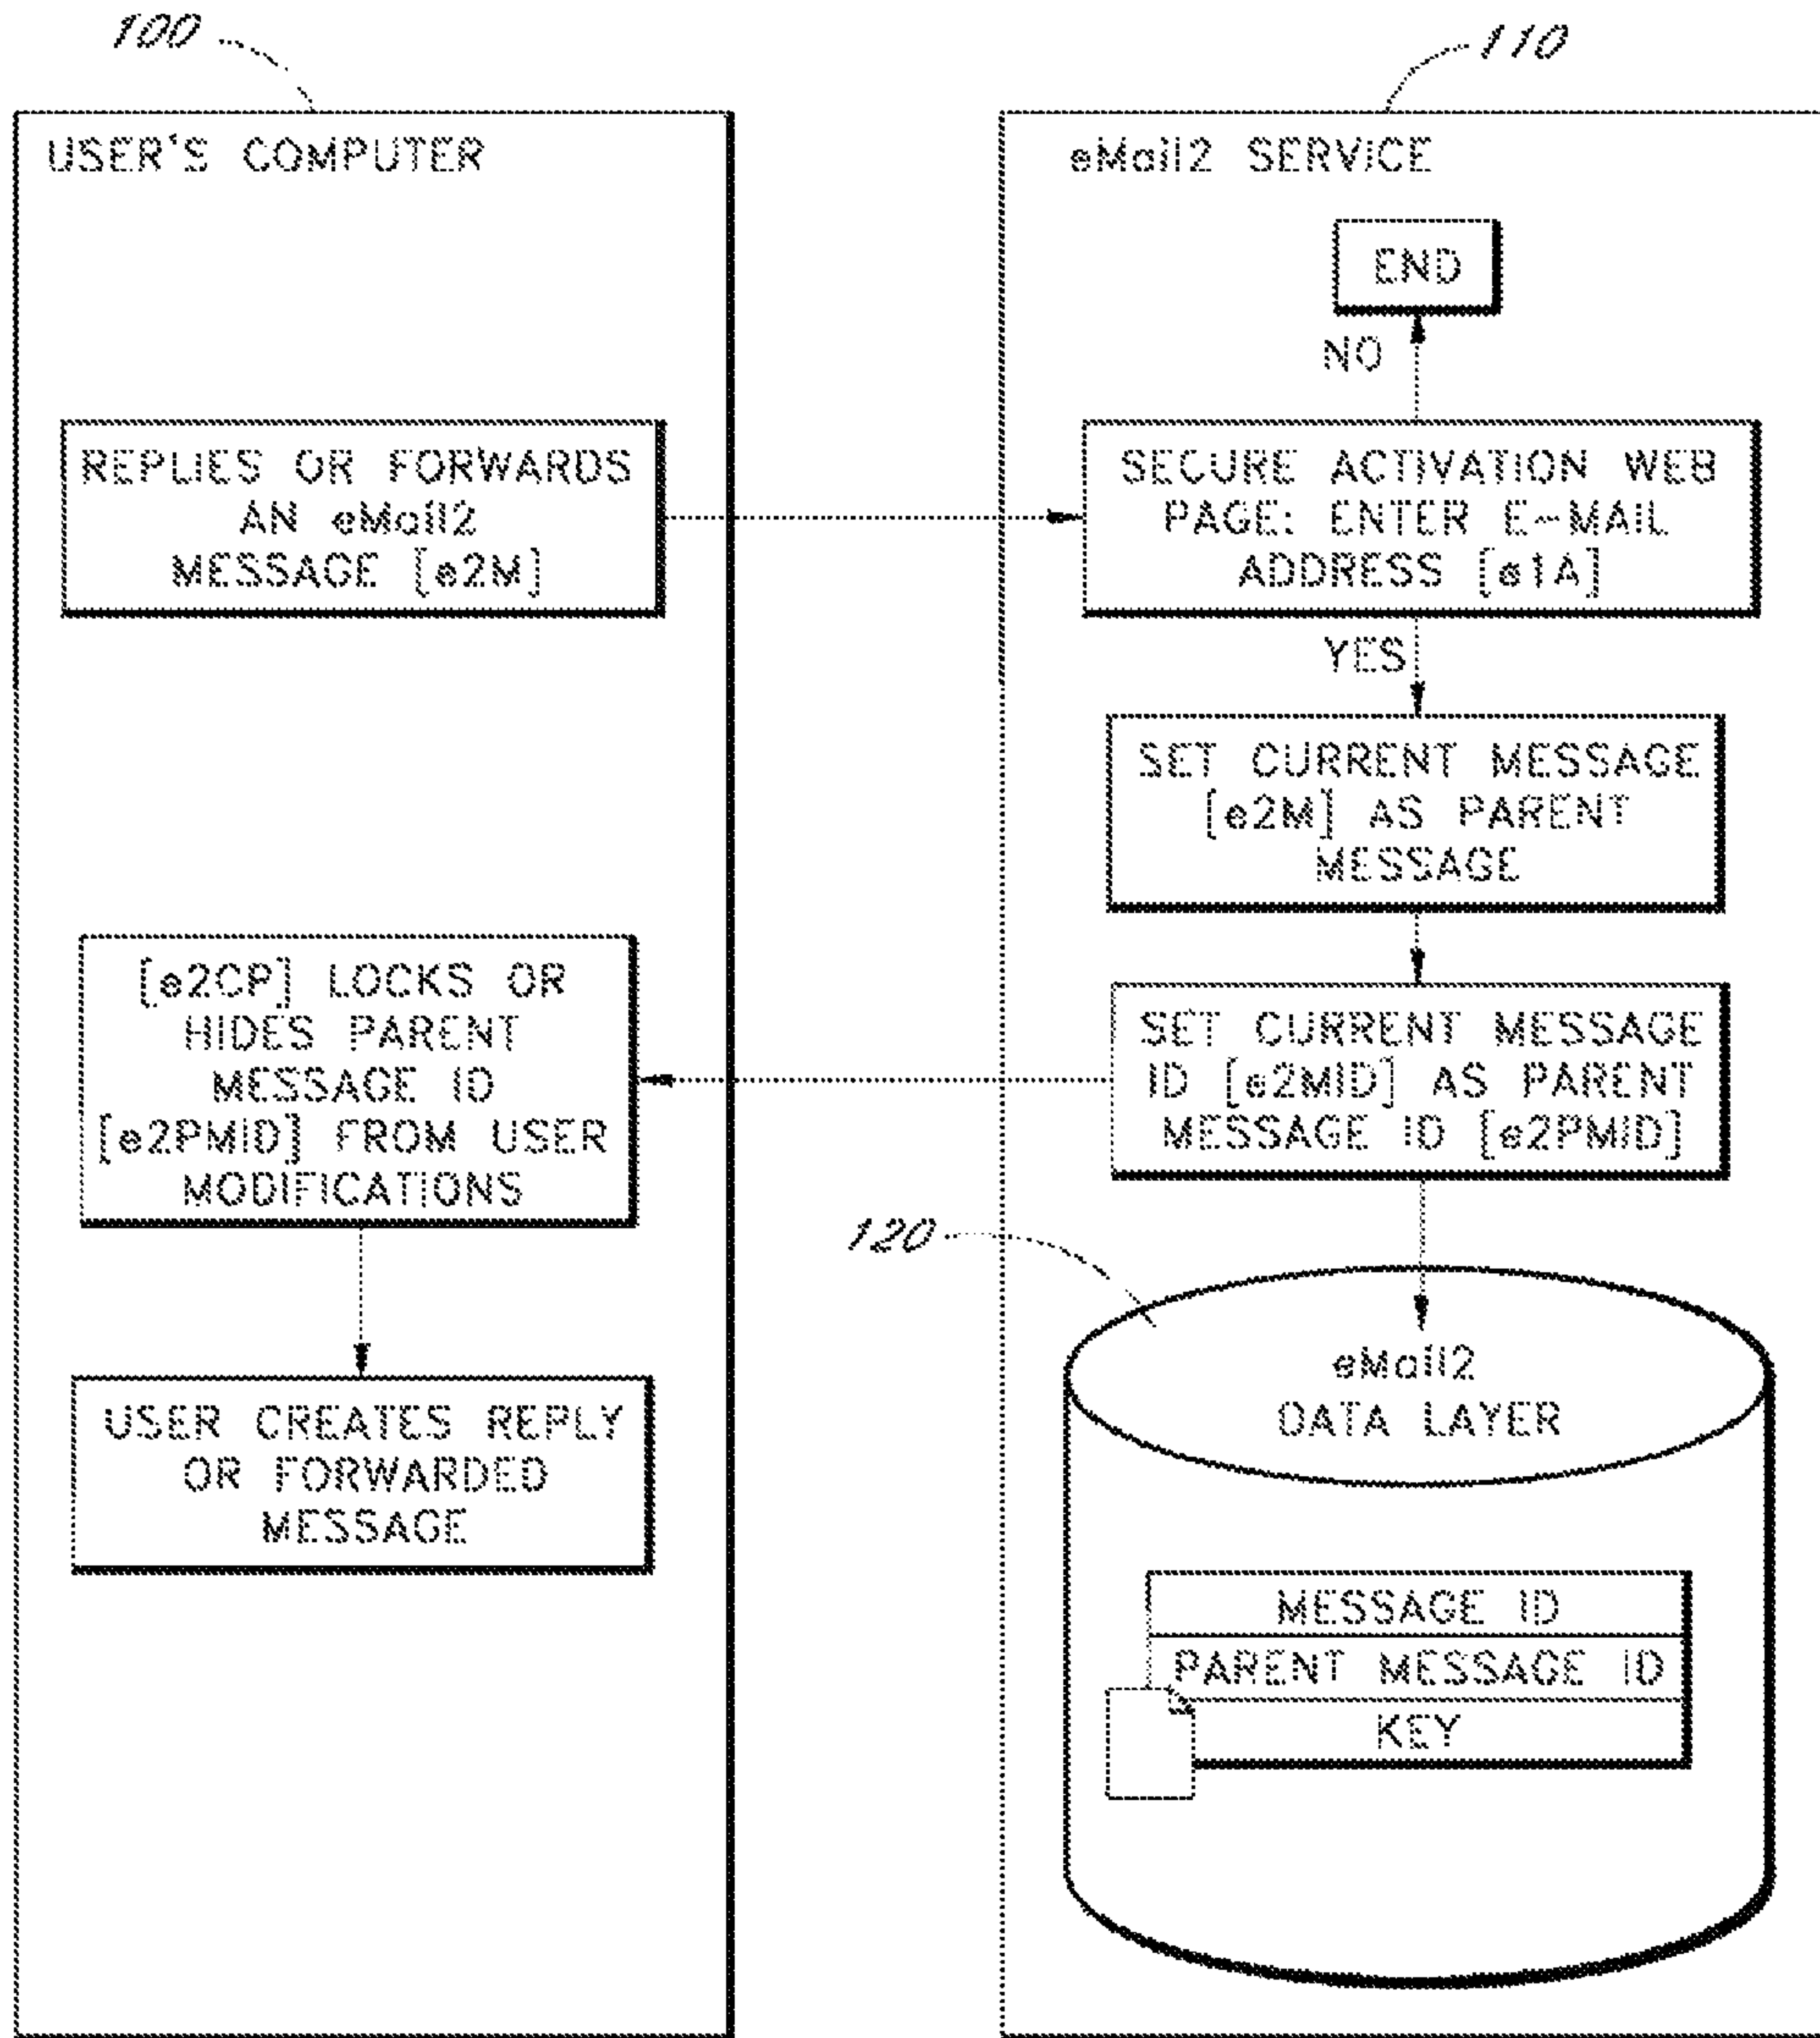 100
110
USER'S COMPUTER
eMail2 SERVICE
END
NO
REPLIES OR FORWARDS
AN eMail2
MESSAGE [e2M]
SECURE ACTIVATION WEB
PAGE: ENTER E-MAIL
ADDRESS [e1A]
YES
SET CURRENT MESSAGE
[e2M] AS PARENT
MESSAGE
[e2CP] LOCKS OR
HIDES PARENT
MESSAGE ID
[e2PMID] FROM USER
MODIFICATIONS
SET CURRENT MESSAGE
ID [e2MID] AS PARENT
MESSAGE ID [e2PMID]
120
USER CREATES REPLY
OR FORWARDED
MESSAGE
eMail2
DATA LAYER
MESSAGE ID
PARENT MESSAGE ID
KEY